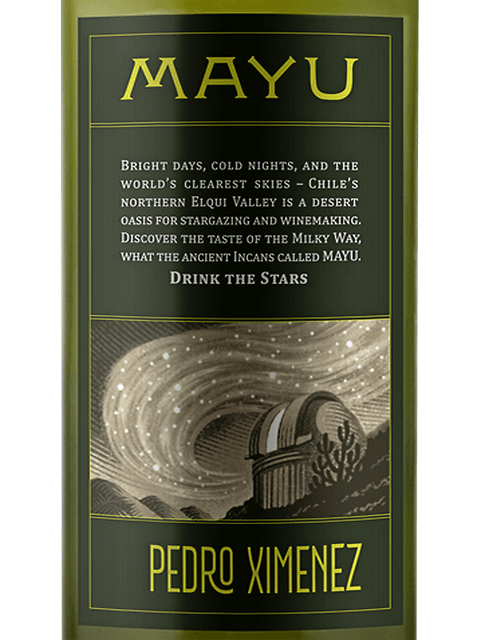 MAYU
BRIGHT DAYS, COLD NIGHTS, AND THE
WORLD'S CLEAREST SKIES – CHILE'S
NORTHERN ELQUI VALLEY IS A DESERT
OASIS FOR STARGAZING AND WINEMAKING.
DISCOVER THE TASTE OF THE MILKY WAY,
WHAT THE ANCIENT INCANS CALLED MAYU.
DRINK THE STARS
PEDRO XIMENEZ